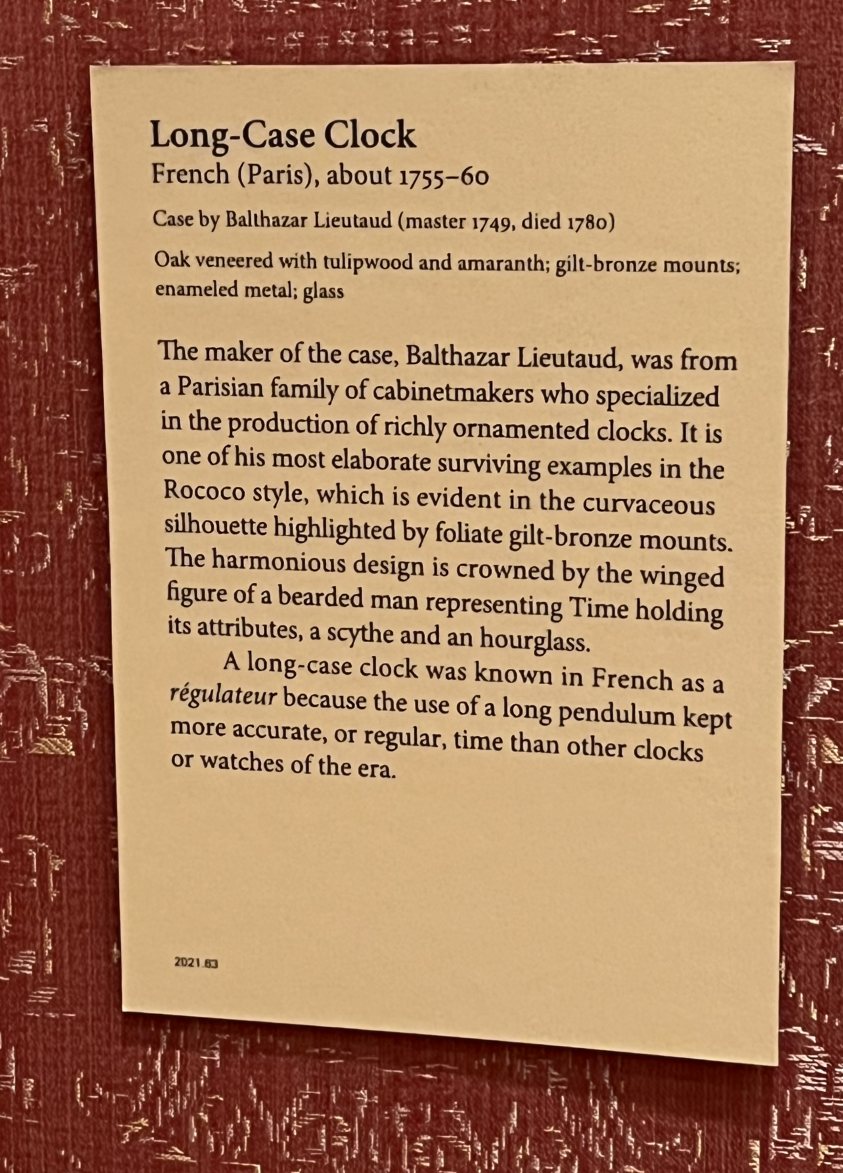 Long-Case Clock
French (Paris), about 1755–60
Case by Balthazar Lieutaud (master 1749, died 1780)
Oak veneered with tulipwood and amaranth; gilt-bronze mounts;
enameled metal; glass
The maker of the case, Balthazar Lieutaud, was from
a Parisian family of cabinetmakers who specialized
in the production of richly ornamented clocks. It is
one of his most elaborate surviving examples in the
Rococo style, which is evident in the curvaceous
silhouette highlighted by foliate gilt-bronze mounts.
The harmonious design is crowned by the winged
figure of a bearded man representing Time holding
its attributes, a scythe and an hourglass.
A long-case clock was known in French as a
régulateur because the use of a long pendulum kept
more accurate, or regular, time than other clocks
or watches of the era.
2021.63